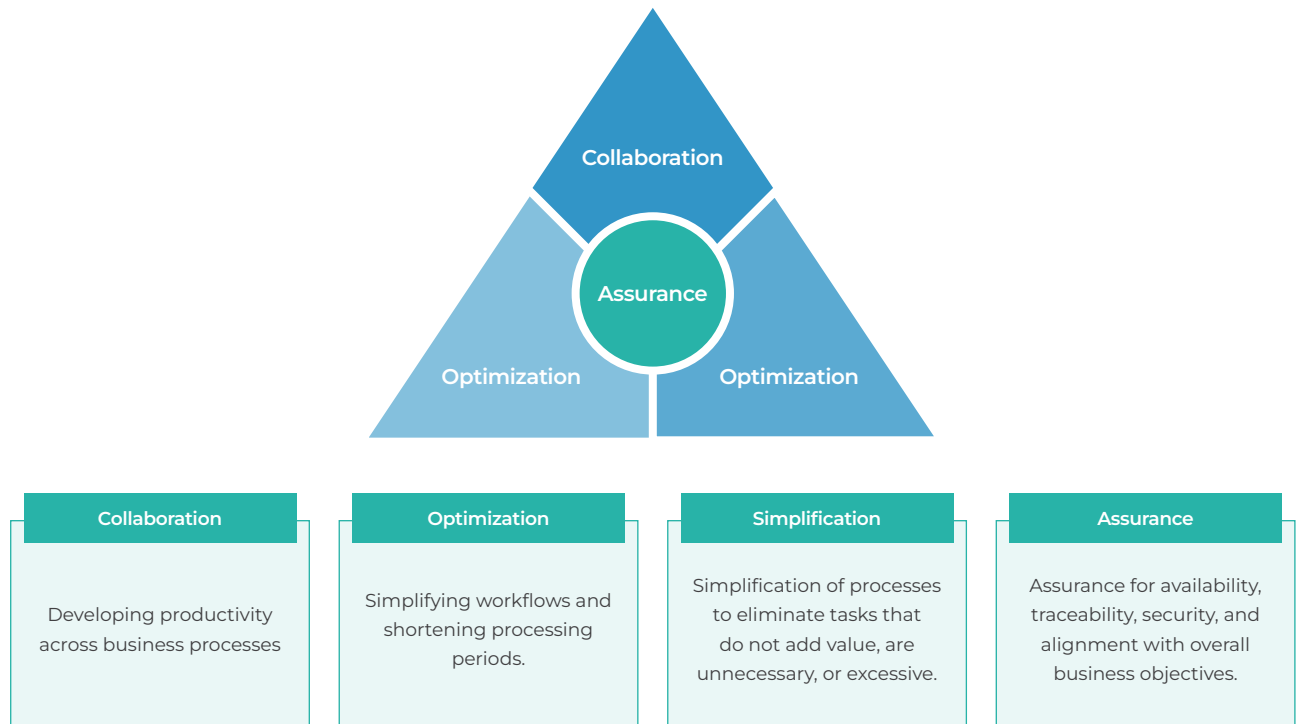 Collaboration
Assurance
Optimization
Optimization
Collaboration
Developing productivity
across business processes
Optimization
Simplifying workflows and
shortening processing
periods.
Simplification
Simplification of processes
to eliminate tasks that
do not add value, are
unnecessary, or excessive.
Assurance
Assurance for availability,
traceability, security, and
alignment with overall
business objectives.